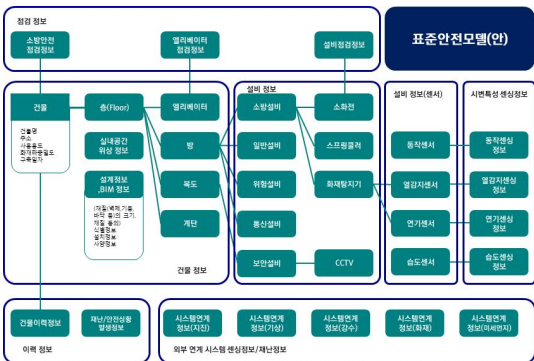 점검 정보
소방안전
점검정보
엘리베이터
점검정보
설비점검정보
표준안전모델(안)
건물
건물명
주소
사용용도
화재하중밀도
구축일자
층(Floor)
실내공간
위상 정보
설계정보
,BIM 정보
(재질(벽체,기둥,
바닥 등)의 크기,
재질 등의)
식별정보
설치정보
사양정보
엘리베이터
방
복도
계단
건물 정보
설비 정보
소방설비
일반설비
위험설비
통신설비
보안설비
소화전
스프링쿨러
화재탐지기
CCTV
설비 정보(센서)
동작센서
열감지센서
연기센서
습도센서
시변특성 센싱정보
동작센싱
정보
열감지센싱
정보
연기센싱
정보
습도센싱
정보
건물이력정보
재난/안전상황
발생정보
이력 정보
시스템연계
정보(지진)
시스템연계
정보(기상)
시스템연계
정보(강수)
시스템연계
정보(화재)
시스템연계
정보(미세먼지)
외부 연계 시스템 센싱정보/재난정보